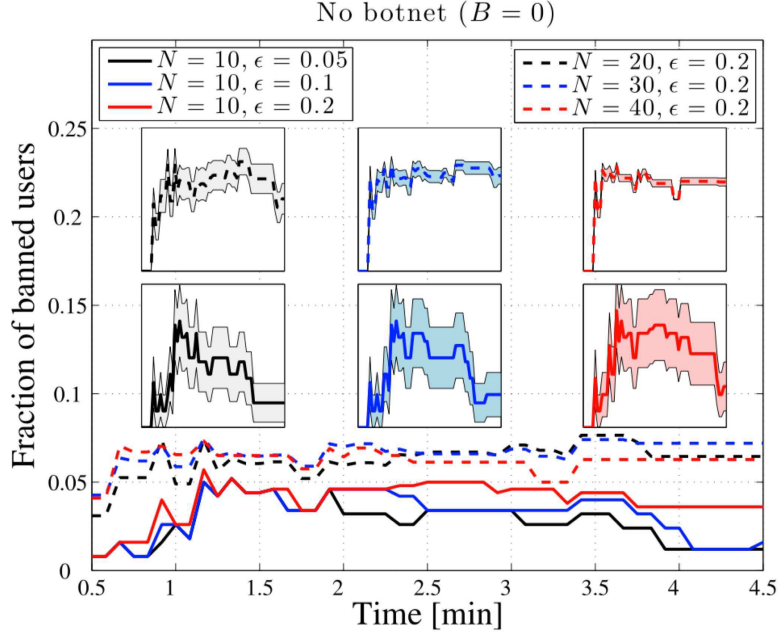 No botnet (B = 0)
N = 10, ϵ = 0.05
N = 10, ϵ = 0.1
N = 10, ϵ = 0.2
N = 20, ϵ = 0.2
N = 30, ϵ = 0.2
N = 40, ϵ = 0.2
Fraction of banned users
0.25
0.2
0.15
0.1
0.05
0
0.5 1 1.5 2 2.5 3 3.5 4 4.5
Time [min]